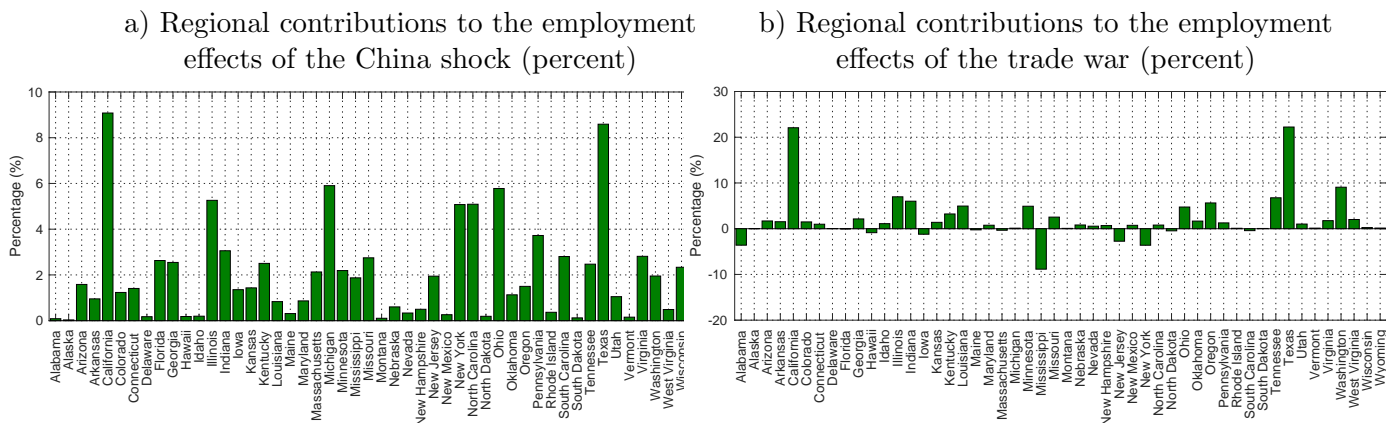 a) Regional contributions to the employment
effects of the China shock (percent)
b) Regional contributions to the employment
effects of the trade war (percent)
Percentage (%)
10
8
6
4
2
0
Alabama
Alaska
Arizona
Arkansas
California
Colorado
Connecticut
Delaware
Florida
Georgia
Hawaii
Idaho
Illinois
Indiana
Iowa
Kansas
Kentucky
Louisiana
Maine
Maryland
Massachusetts
Michigan
Minnesota
Mississippi
Missouri
Montana
Nebraska
Nevada
New Hampshire
New Jersey
New Mexico
New York
North Carolina
North Dakota
Ohio
Oklahoma
Oregon
Pennsylvania
Rhode Island
South Carolina
South Dakota
Tennessee
Texas
Utah
Vermont
Virginia
Washington
West Virginia
Wisconsin
Percentage (%)
30
20
10
0
-10
-20
Alabama
Alaska
Arizona
Arkansas
California
Colorado
Connecticut
Delaware
Florida
Georgia
Hawaii
Idaho
Illinois
Indiana
Iowa
Kansas
Kentucky
Louisiana
Maine
Maryland
Massachusetts
Michigan
Minnesota
Mississippi
Missouri
Montana
Nebraska
Nevada
New Hampshire
New Jersey
New Mexico
New York
North Carolina
North Dakota
Ohio
Oklahoma
Oregon
Pennsylvania
Rhode Island
South Carolina
South Dakota
Tennessee
Texas
Utah
Vermont
Virginia
Washington
West Virginia
Wisconsin
Wyoming